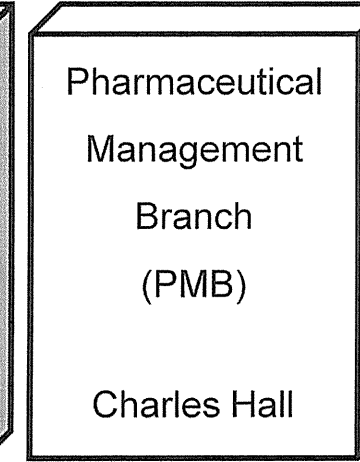 Pharmaceutical
Management
Branch
(PMB)
Charles Hall